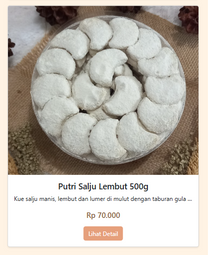 Putri Salju Lembut 500g
Kue salju manis, lembut dan lumer di mulut dengan taburan gula ...
Rp 70.000
Lihat Detail